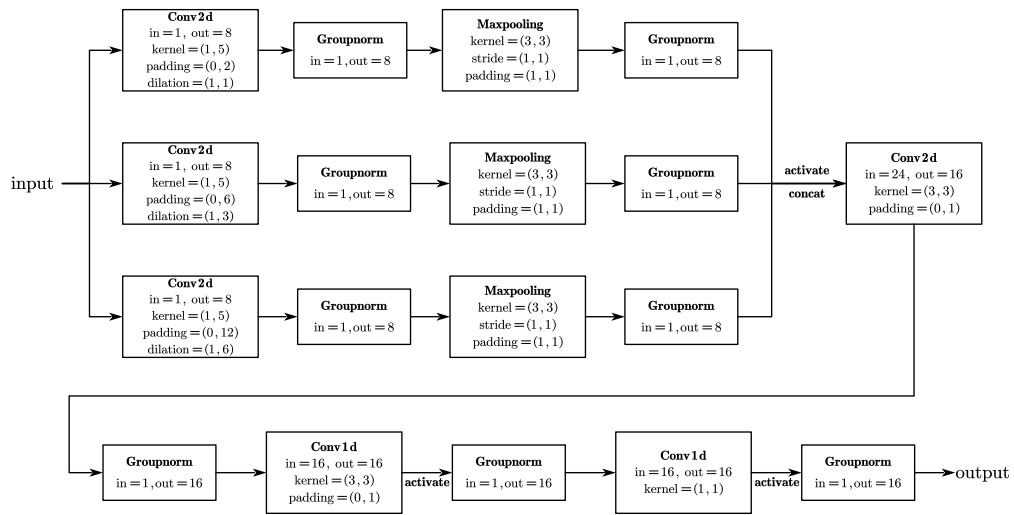 input
Conv2d
in=1, out=8
kernel=(1,5)
padding=(0,2)
dilation=(1,1)
Groupnorm
in=1,out=8
Maxpooling
kernel=(3,3)
stride=(1,1)
padding=(1,1)
Groupnorm
in=1,out=8
Conv2d
in=1, out=8
kernel=(1,5)
padding=(0,6)
dilation=(1,3)
Groupnorm
in=1,out=8
Maxpooling
kernel=(3,3)
stride=(1,1)
padding=(1,1)
Groupnorm
in=1,out=8
Conv2d
in=1, out=8
kernel=(1,5)
padding=(0,12)
dilation=(1,6)
Groupnorm
in=1,out=8
Maxpooling
kernel=(3,3)
stride=(1,1)
padding=(1,1)
Groupnorm
in=1,out=8
activate
concat
Conv2d
in=24, out=16
kernel=(3,3)
padding=(0,1)
Groupnorm
in=1,out=16
Conv1d
in=16, out=16
kernel=(3,3)
padding=(0,1)
activate
Groupnorm
in=1,out=16
Conv1d
in=16, out=16
kernel=(1,1)
activate
Groupnorm
in=1,out=16
output